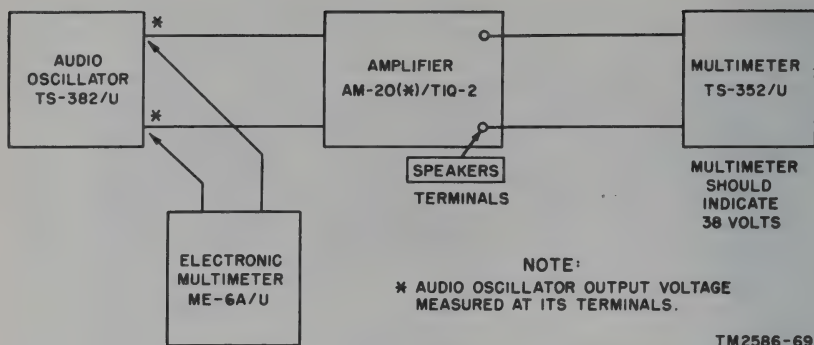 *
*
AUDIO
OSCILLATOR
TS-382/U
AMPLIFIER
AM-20(*)/TIQ-2
MULTIMETER
TS-352/U
SPEAKERS
TERMINALS
MULTIMETER
SHOULD
INDICATE
38 VOLTS
ELECTRONIC
MULTIMETER
ME-6A/U
NOTE:
* AUDIO OSCILLATOR OUTPUT VOLTAGE
MEASURED AT ITS TERMINALS.
TM2586-69